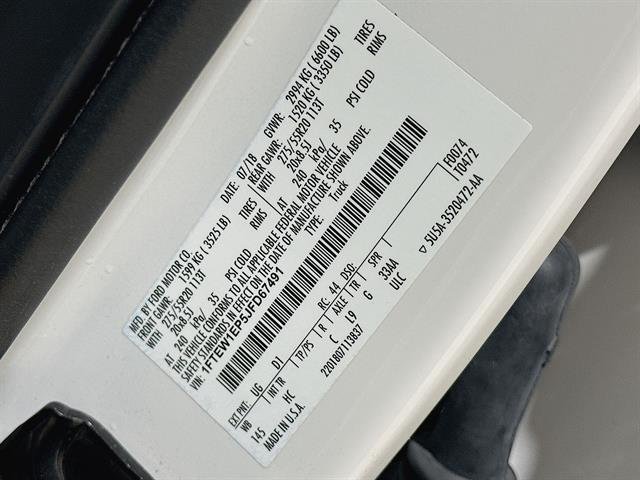 MFD. BY FORD MOTOR CO.
DATE: 07/18 GVWR: 2994 KG ( 6600 LB)
FRONT GAWR: 1599 KG ( 3525 LB) REAR GAWR: 1520 KG ( 3350 LB)
WITH 275/55R20 113T TIRES WITH 275/55R20 113T TIRES
20x8.5J RIMS 20x8.5J RIMS
AT 240 kPa/ 35 PSI COLD AT 240 kPa/ 35 PSI COLD
THIS VEHICLE CONFORMS TO ALL APPLICABLE FEDERAL MOTOR VEHICLE
SAFETY STANDARDS IN EFFECT ON THE DATE OF MANUFACTURE SHOWN ABOVE.
VIN: 1FTEW1EP5JFD67491 TYPE: Truck
F0074
T0472
EXT PNT: UG D1 RC: 44 DSO:
WB INT TR TP/PS R AXLE TR SPR
145 HC C L9 G 33AA
MADE IN U.S.A. 2201807113837 ULC
▽5U5A-3520472-AA